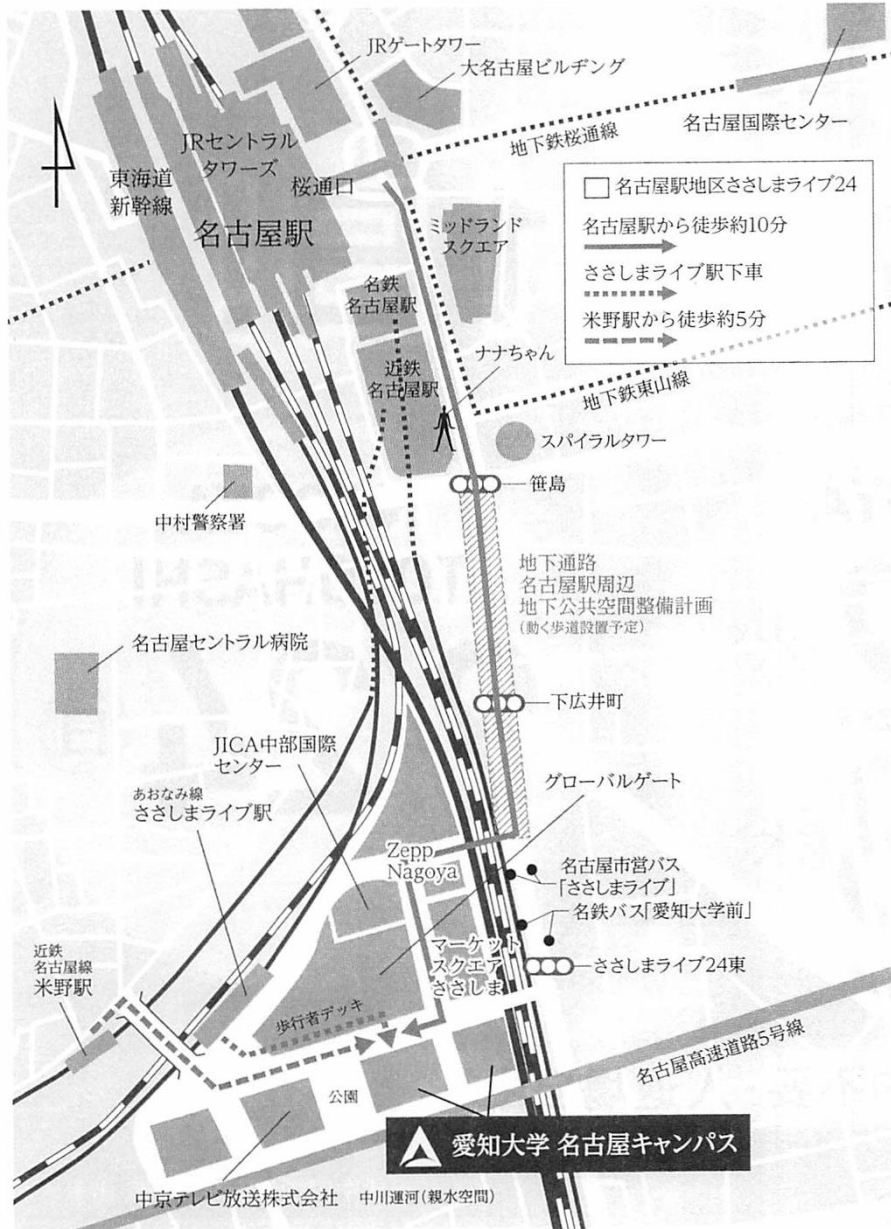 JRゲートタワー
大名古屋ビルヂング
名古屋国際センター
地下鉄桜通線
JRセントラル
タワーズ
東海道
新幹線
桜通口
名古屋駅
ミッドランド
スクエア
名古屋駅地区ささしまライブ24
名古屋駅から徒歩約10分
ささしまライブ駅下車
米野駅から徒歩約5分
名鉄
名古屋駅
ナナちゃん
近鉄
名古屋駅
地下鉄東山線
スパイラルタワー
笹島
中村警察署
地下通路
名古屋駅周辺
地下公共空間整備計画
(動く歩道設置予定)
名古屋セントラル病院
下広井町
JICA中部国際
センター
グローバルゲート
あおなみ線
ささしまライブ駅
Zepp
Nagoya
名古屋市営バス
「ささしまライブ」
名鉄バス「愛知大学前」
マーケット
スクエア
ささしま
ささしまライブ24東
近鉄
名古屋線
米野駅
歩行者デッキ
名古屋高速道路5号線
公園
愛知大学 名古屋キャンパス
中京テレビ放送株式会社
中川運河(親水空間)